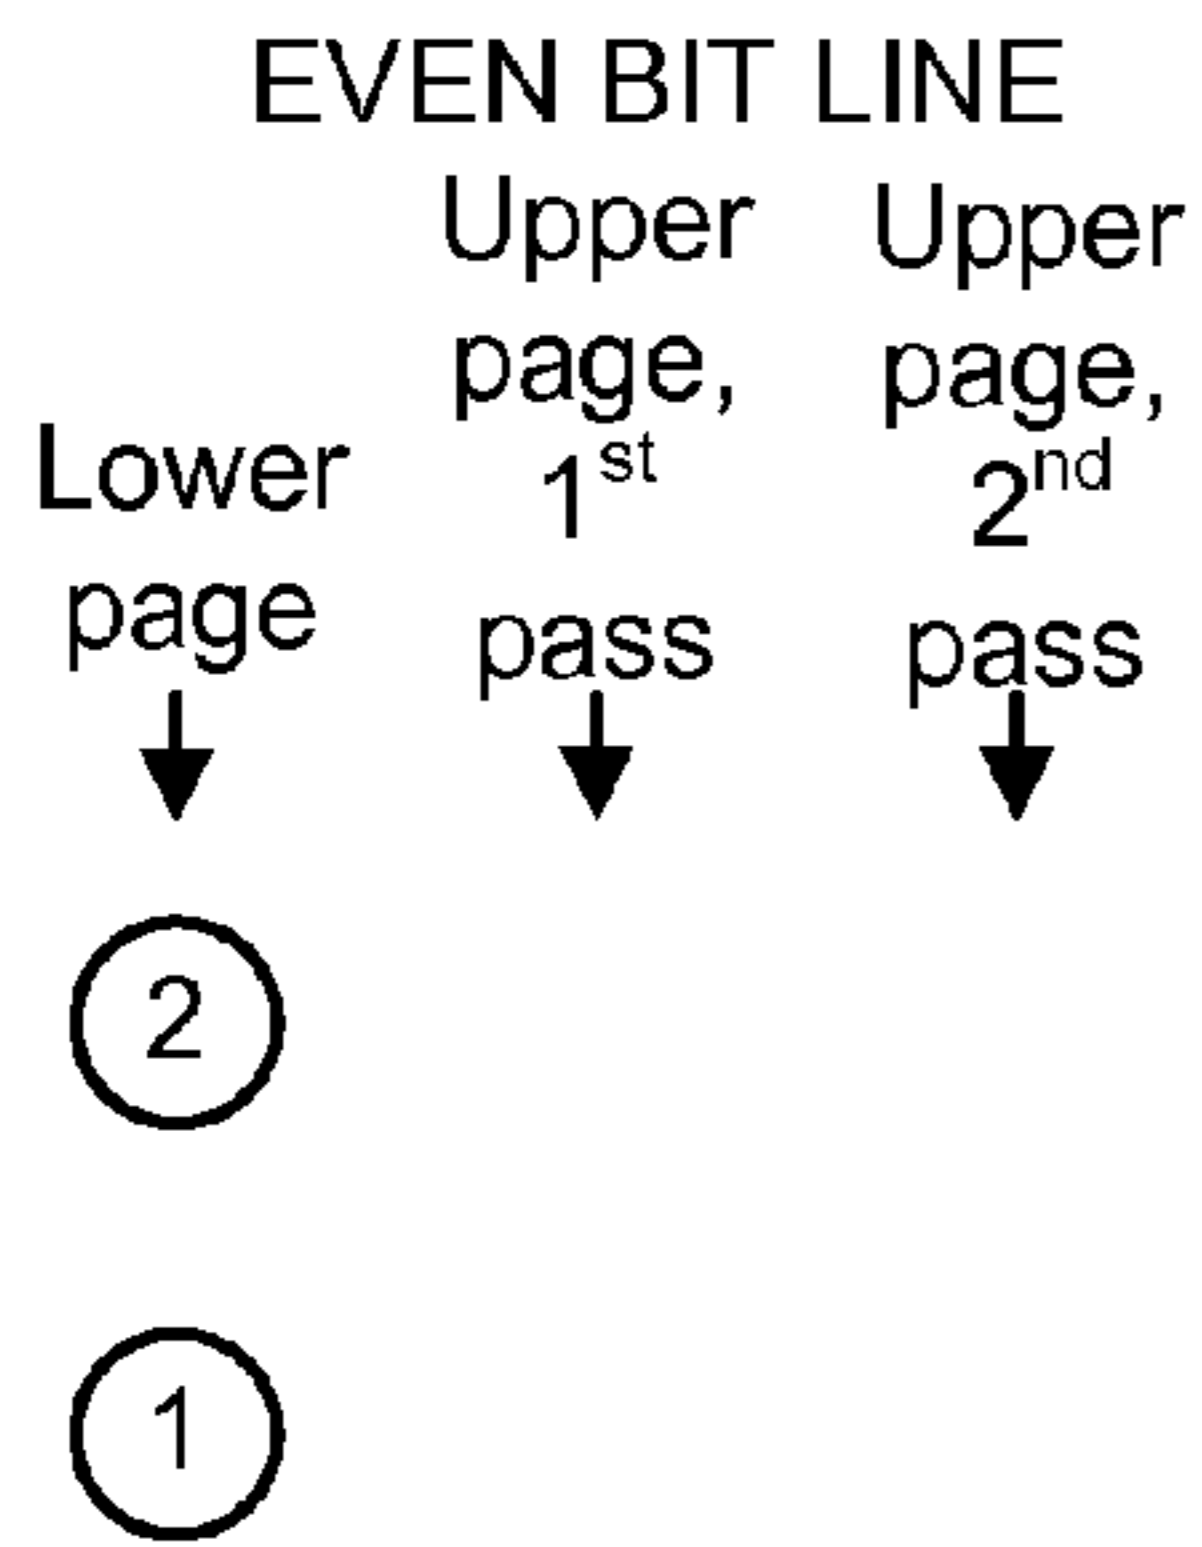 EVEN BIT LINE
Lower
page
Upper
page,
1st
pass
Upper
page,
2nd
pass
2
1